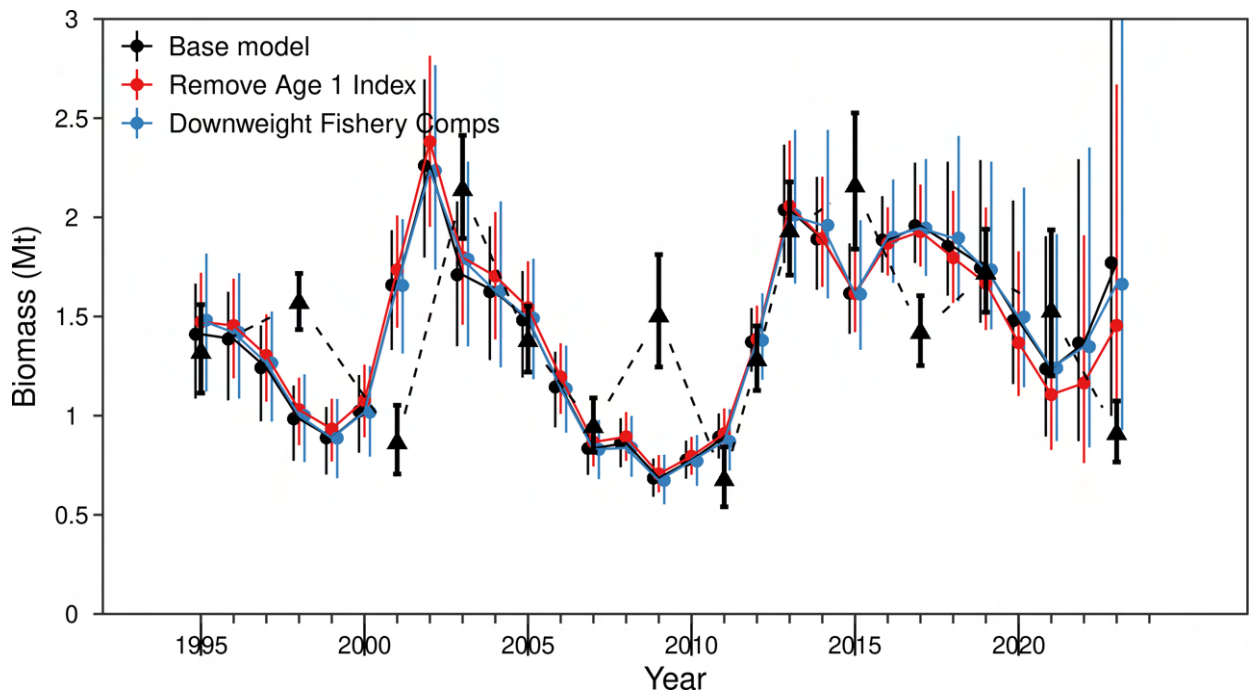 3
Base model
Remove Age 1 Index
2.5
Downweight Fishery Comps
2
1.5
1
0.5
0
Biomass (Mt)
1995 2000 2005 2010 2015 2020
Year